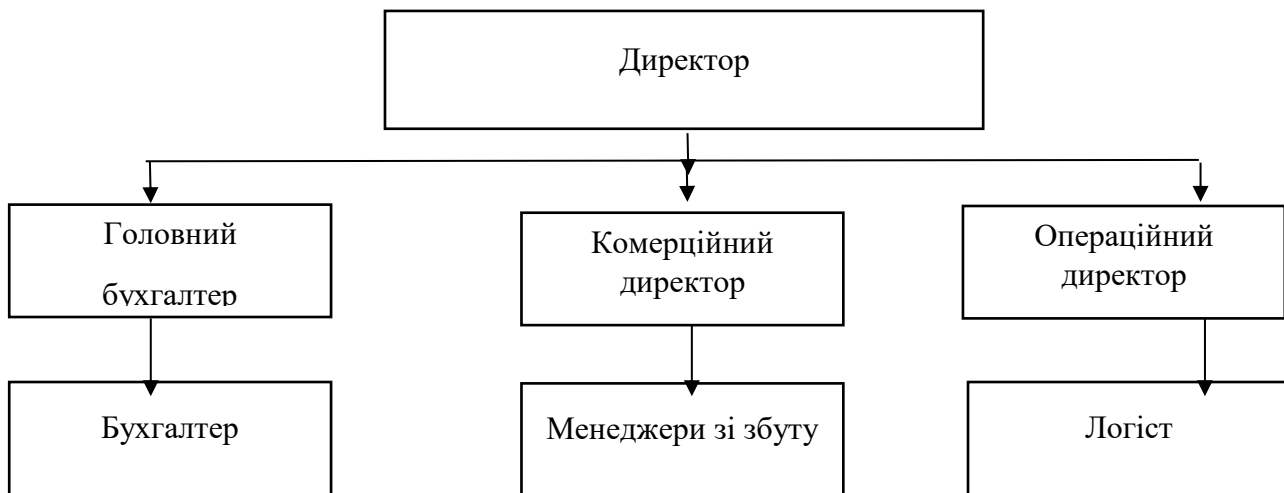 Директор
Головний
бухгалтер
Комерційний
директор
Операційний
директор
Бухгалтер
Менеджери зі збуту
Логіст